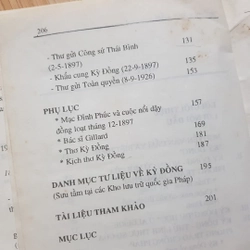 206
- Thư gửi Công sứ Thái Bình 131
(2-5-1897)
- Khẩu cung Kỳ Đồng (22-9-1897) 135
- Thư gửi Toàn quyền (8-9-1926) 153
PHỤ LỤC
* Mạc Đĩnh Phúc và cuộc nổi dậy 157
đồng loạt tháng 12-1897
* Bác sĩ Gillard 169
* Thơ Kỳ Đồng 181
* Kịch thơ Kỳ Đồng 187
DANH MỤC TƯ LIỆU VỀ KỲ ĐỒNG 195
(Sưu tầm tại các Kho lưu trữ quốc gia Pháp)
TÀI LIỆU THAM KHẢO 201
MỤC LỤC